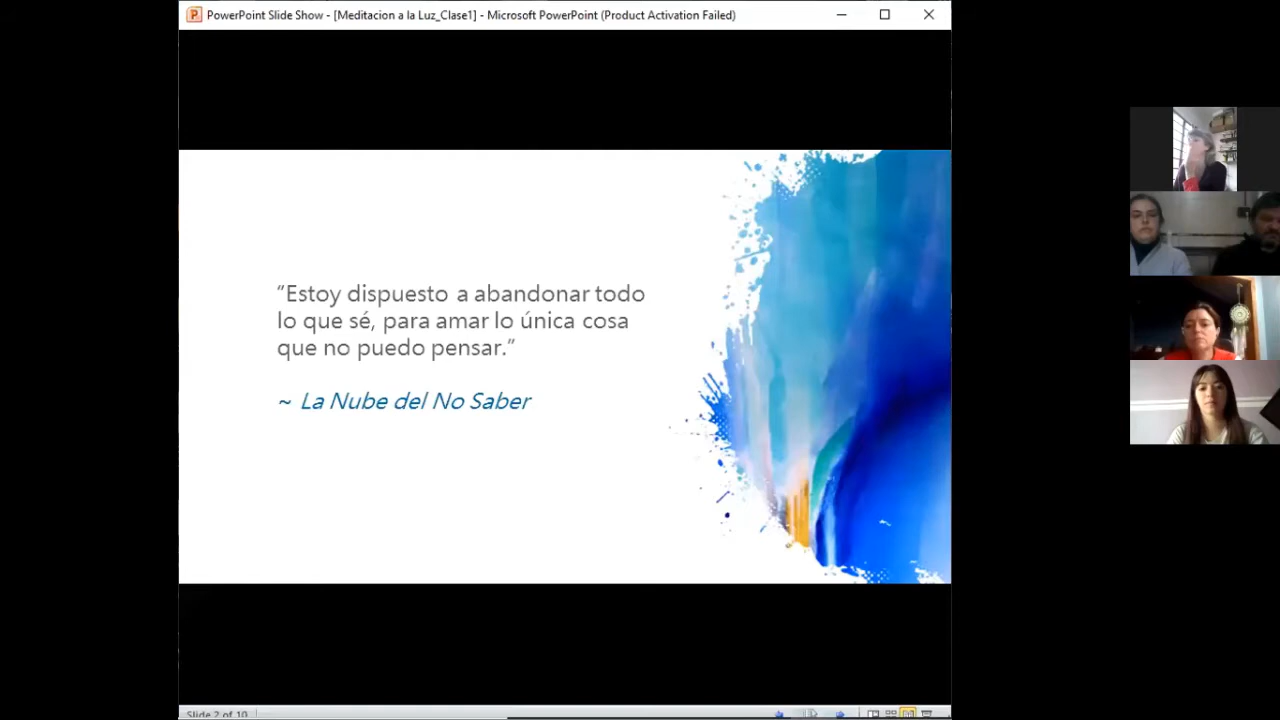 PowerPoint Slide Show - [Meditacion a la Luz_Clase1] - Microsoft PowerPoint (Product Activation Failed)
"Estoy dispuesto a abandonar todo
lo que sé, para amar lo única cosa
que no puedo pensar."
~ La Nube del No Saber
Slide 2 of 10